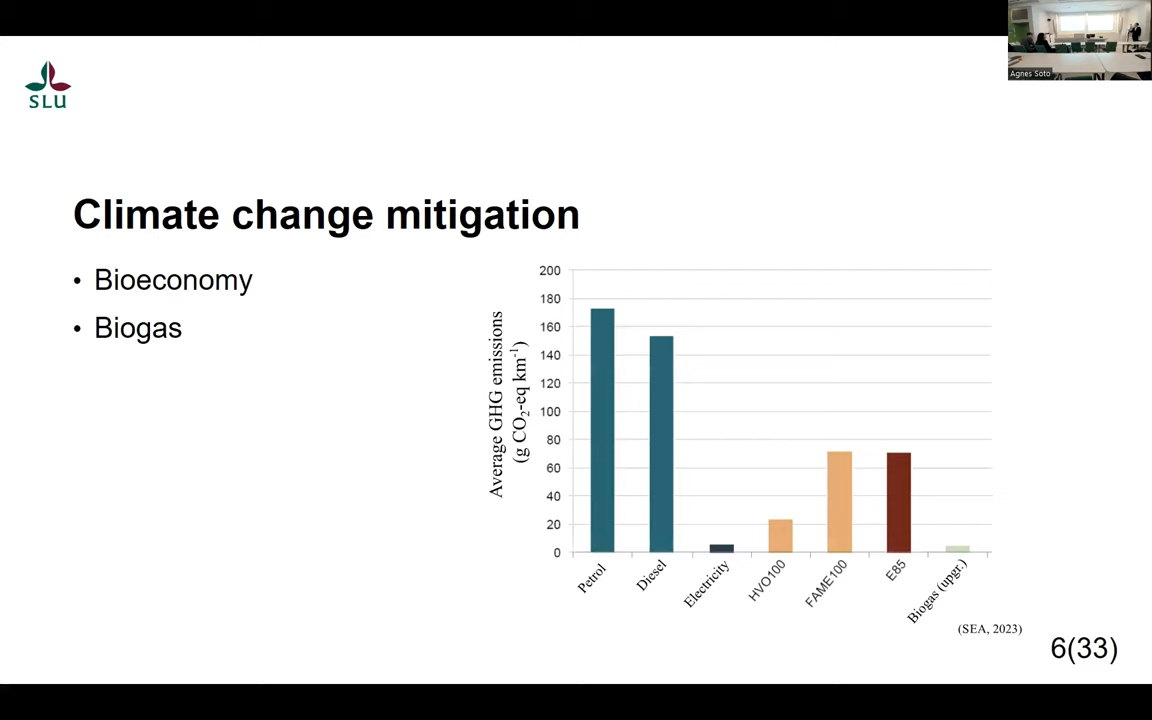 Agnes Soto
SLU
Climate change mitigation
• Bioeconomy
• Biogas
Average GHG emissions
(g CO₂-eq km⁻¹)
200
180
160
140
120
100
80
60
40
20
0
Petrol
Diesel
Electricity
HVO100
FAME100
E85
Biogas (upgr.)
(SEA, 2023)
6(33)